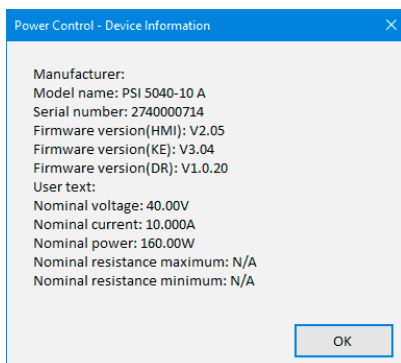 Power Control - Device Information
Manufacturer:
Model name: PSI 5040-10 A
Serial number: 2740000714
Firmware version(HMI): V2.05
Firmware version(KE): V3.04
Firmware version(DR): V1.0.20
User text:
Nominal voltage: 40.00V
Nominal current: 10.000A
Nominal power: 160.00W
Nominal resistance maximum: N/A
Nominal resistance minimum: N/A
OK